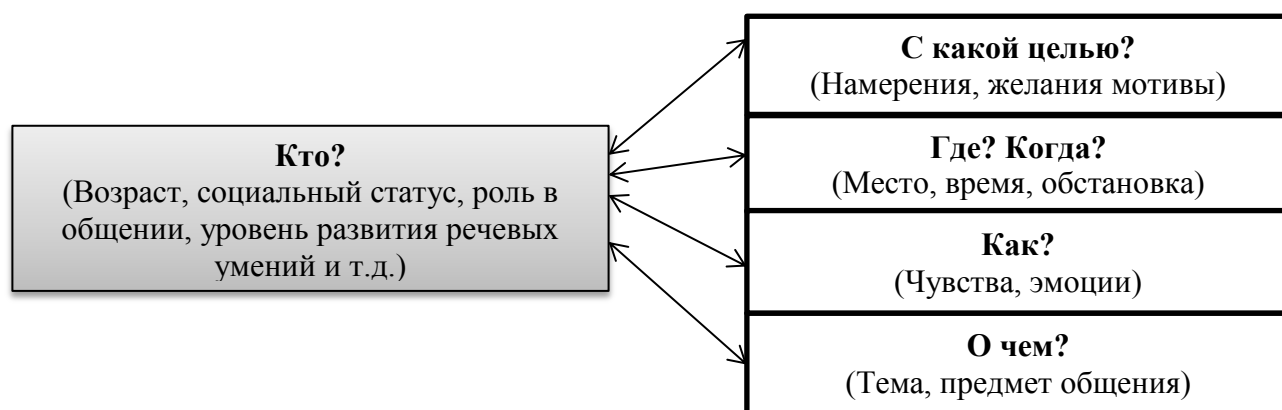 Кто?
(Возраст, социальный статус, роль в
общении, уровень развития речевых
умений и т.д.)
С какой целью?
(Намерения, желания мотивы)
Где? Когда?
(Место, время, обстановка)
Как?
(Чувства, эмоции)
О чем?
(Тема, предмет общения)